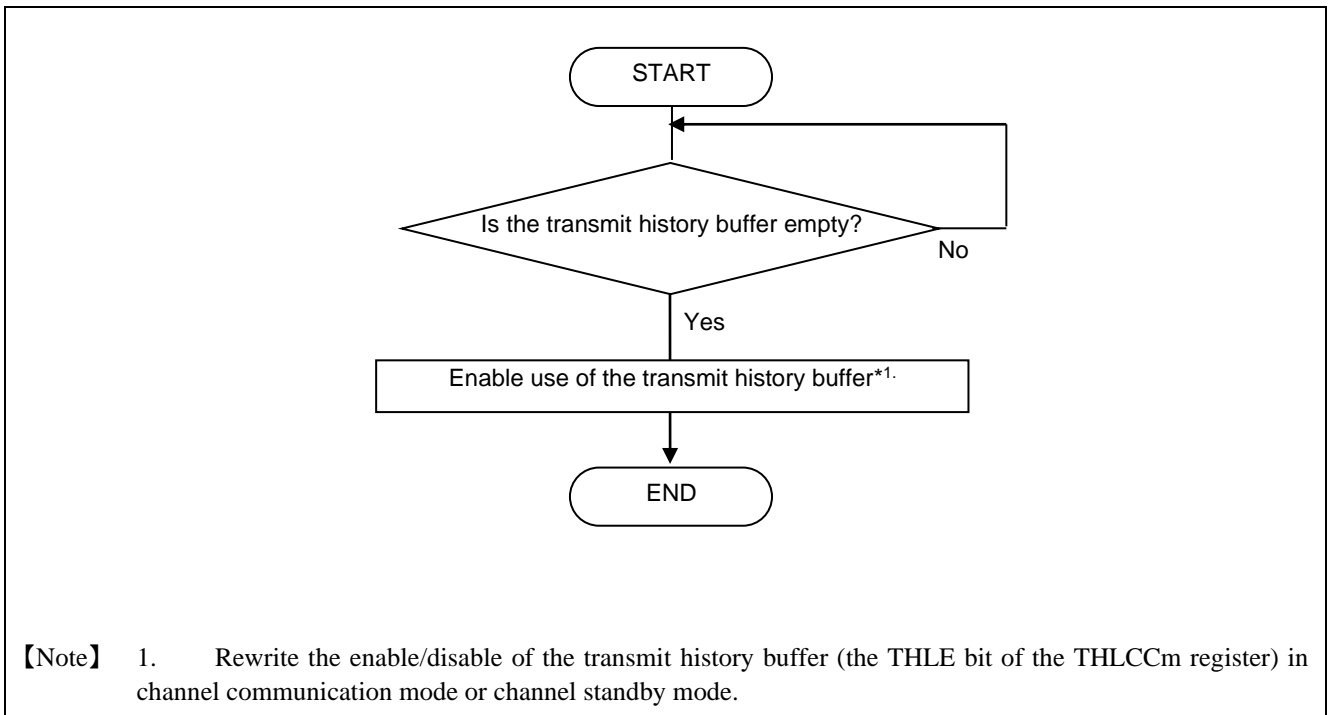 START
Is the transmit history buffer empty?
No
Yes
Enable use of the transmit history buffer*1.
END
【Note】 1. Rewrite the enable/disable of the transmit history buffer (the THLE bit of the THLCCm register) in
channel communication mode or channel standby mode.